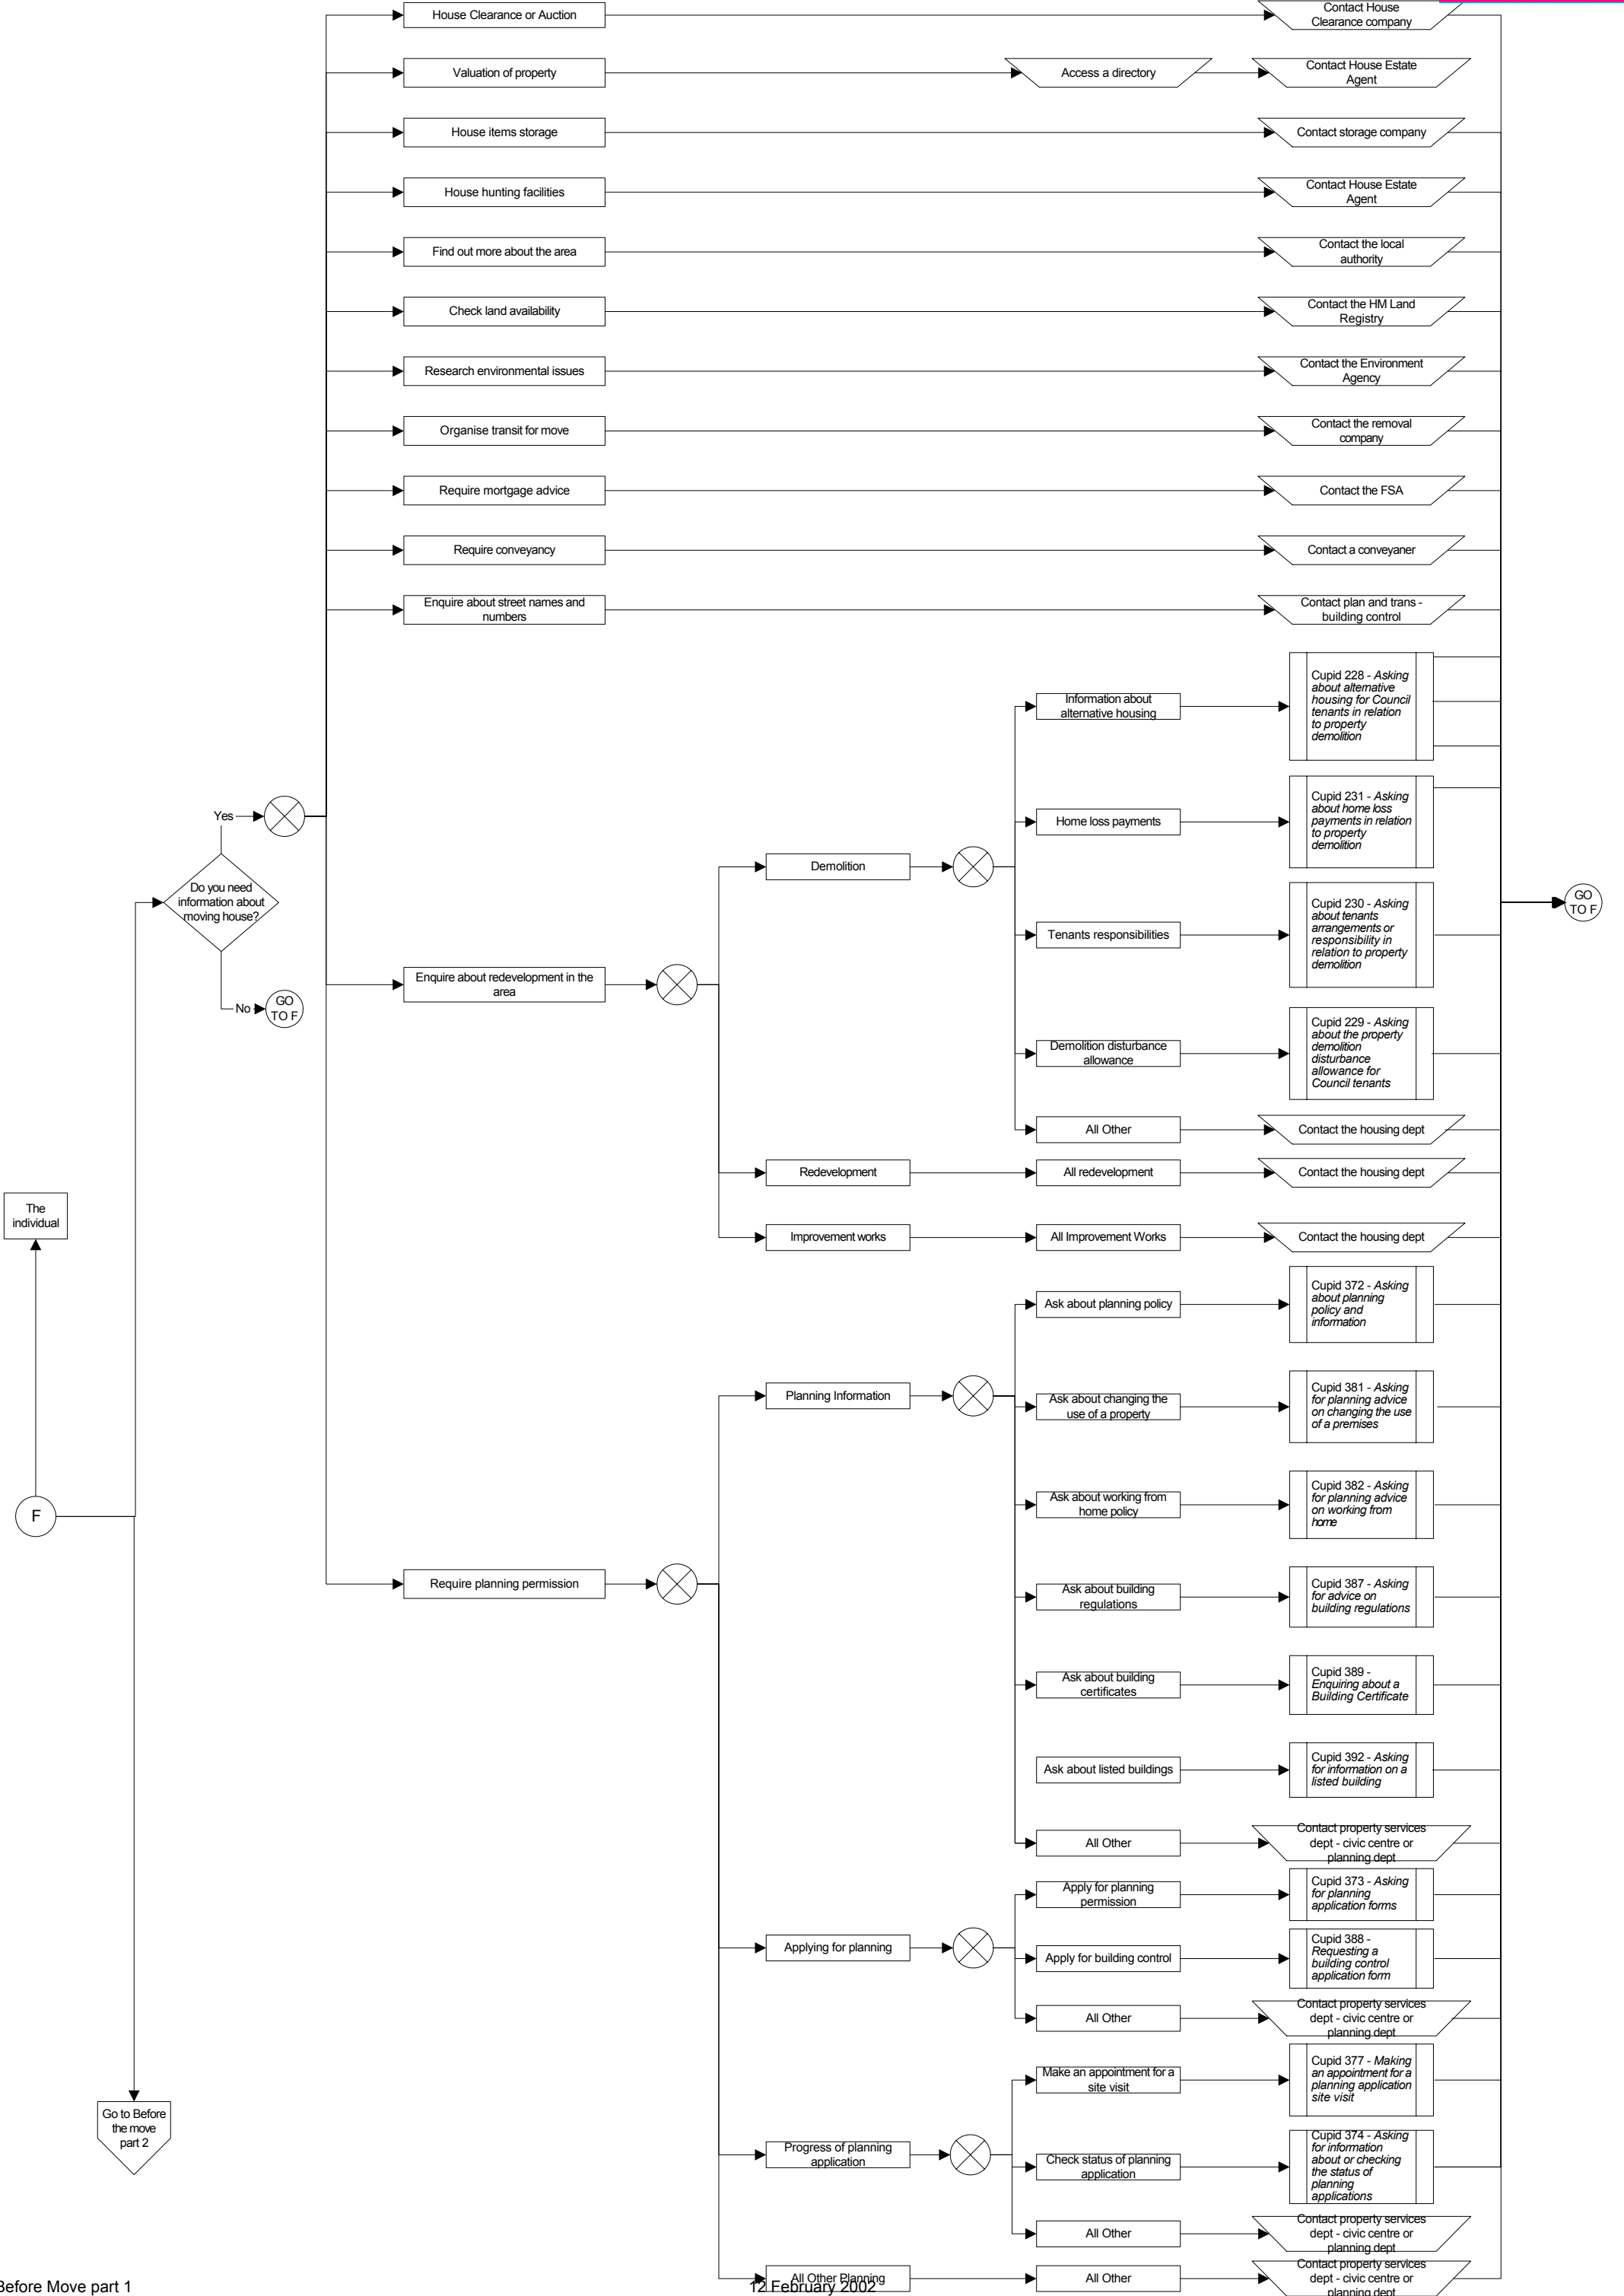 House Clearance or Auction
Contact House
Clearance company
Valuation of property
Access a directory
Contact House Estate
Agent
House items storage
Contact storage company
House hunting facilities
Contact House Estate
Agent
Find out more about the area
Contact the local
authority
Check land availability
Contact the HM Land
Registry
Research environmental issues
Contact the Environment
Agency
Organise transit for move
Contact the removal
company
Require mortgage advice
Contact the FSA
Require conveyancy
Contact a conveyaner
Enquire about street names and
numbers
Contact plan and trans -
building control
Information about
alternative housing
Cupid 228 - Asking
about alternative
housing for Council
tenants in relation
to property
demolition
Yes
Do you need
information about
moving house?
No
GO
TO F
Home loss payments
Cupid 231 - Asking
about home loss
payments in relation
to property
demolition
Demolition
GO
TO F
Tenants responsibilities
Cupid 230 - Asking
about tenants
arrangements or
responsibility in
relation to property
demolition
Enquire about redevelopment in the
area
Demolition disturbance
allowance
Cupid 229 - Asking
about the property
demolition
disturbance
allowance for
Council tenants
All Other
Contact the housing dept
Redevelopment
All redevelopment
Contact the housing dept
The
individual
Improvement works
All Improvement Works
Contact the housing dept
Ask about planning policy
Cupid 372 - Asking
about planning
policy and
information
Planning Information
Ask about changing the
use of a property
Cupid 381 - Asking
for planning advice
on changing the use
of a premises
F
Ask about working from
home policy
Cupid 382 - Asking
for planning advice
on working from
home
Require planning permission
Ask about building
regulations
Cupid 387 - Asking
for advice on
building regulations
Ask about building
certificates
Cupid 389 -
Enquiring about a
Building Certificate
Ask about listed buildings
Cupid 392 - Asking
for information on a
listed building
All Other
Contact property services
dept - civic centre or
planning dept
Apply for planning
permission
Cupid 373 - Asking
for planning
application forms
Applying for planning
Apply for building control
Cupid 388 -
Requesting a
building control
application form
All Other
Contact property services
dept - civic centre or
planning dept
Make an appointment for a
site visit
Cupid 377 - Making
an appointment for a
planning application
site visit
Go to Before
the move
part 2
Progress of planning
application
Check status of planning
application
Cupid 374 - Asking
for information
about or checking
the status of
planning
applications
All Other
Contact property services
dept - civic centre or
planning dept
All Other Planning
All Other
Contact property services
dept - civic centre or
planning dept
Before Move part 1
12 February 2002